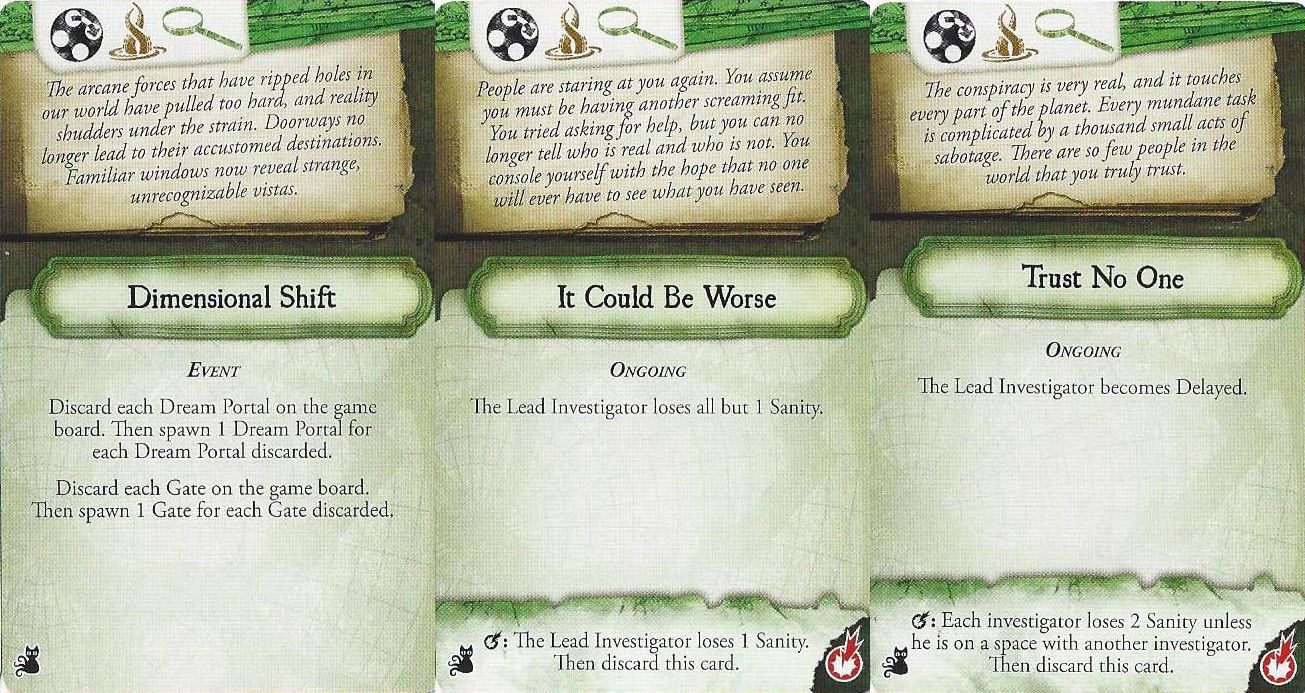 The arcane forces that have ripped holes in
our world have pulled too hard, and reality
shudders under the strain. Doorways no
longer lead to their accustomed destinations.
Familiar windows now reveal strange,
unrecognizable vistas.
Dimensional Shift
EVENT
Discard each Dream Portal on the game
board. Then spawn 1 Dream Portal for
each Dream Portal discarded.
Discard each Gate on the game board.
Then spawn 1 Gate for each Gate discarded.
People are staring at you again. You assume
you must be having another screaming fit.
You tried asking for help, but you can no
longer tell who is real and who is not. You
console yourself with the hope that no one
will ever have to see what you have seen.
It Could Be Worse
ONGOING
The Lead Investigator loses all but 1 Sanity.
: The Lead Investigator loses 1 Sanity.
Then discard this card.
The conspiracy is very real, and it touches
every part of the planet. Every mundane task
is complicated by a thousand small acts of
sabotage. There are so few people in the
world that you truly trust.
Trust No One
ONGOING
The Lead Investigator becomes Delayed.
: Each investigator loses 2 Sanity unless
he is on a space with another investigator.
Then discard this card.